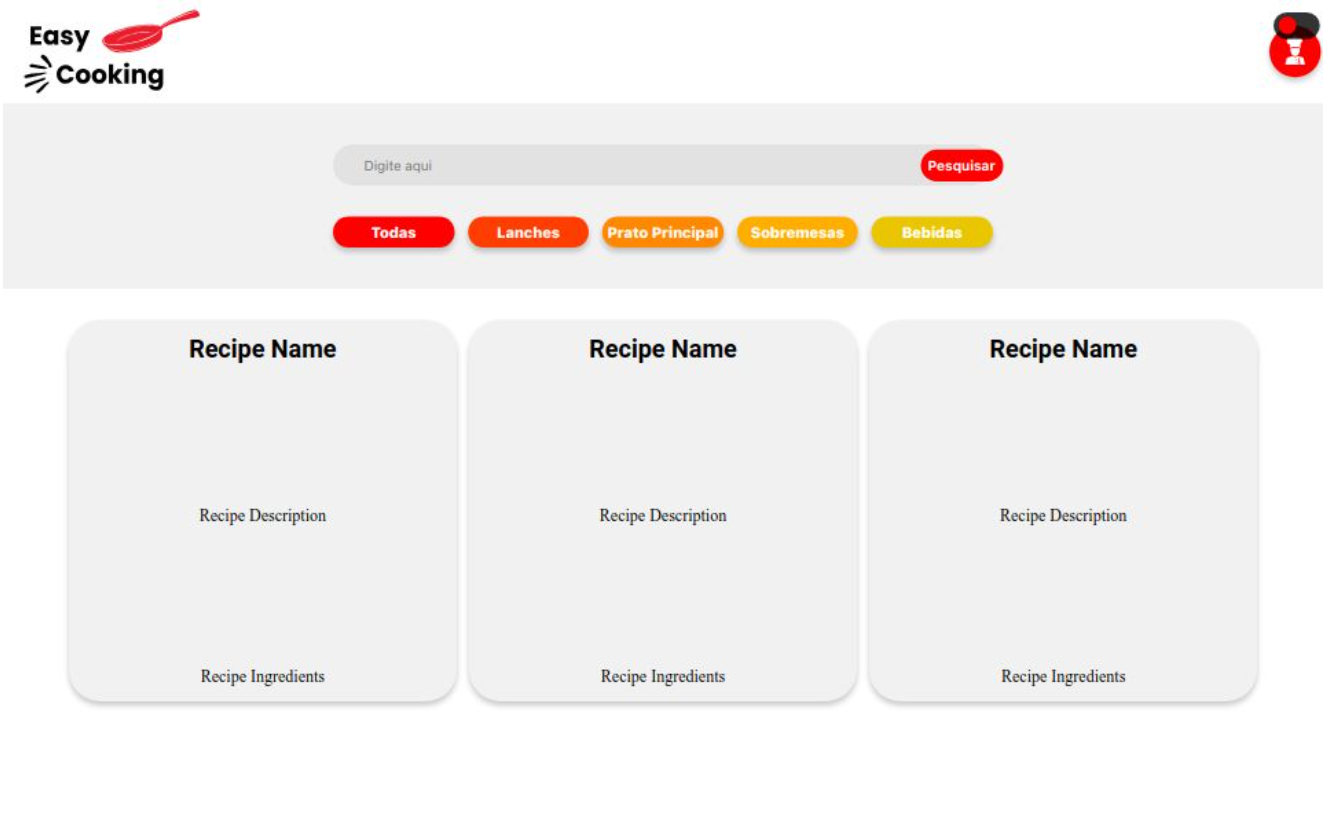 Easy
Cooking
Digite aqui
Pesquisar
Todas
Lanches
Prato Principal
Sobremesas
Bebidas
Recipe Name
Recipe Name
Recipe Name
Recipe Description
Recipe Description
Recipe Description
Recipe Ingredients
Recipe Ingredients
Recipe Ingredients